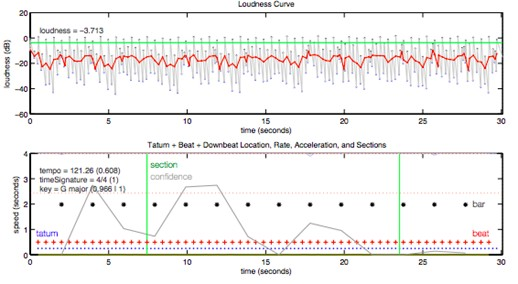 Loudness Curve
20
0
−20
−40
−60
loudness (dB)
loudness = −3.713
0 5 10 15 20 25 30
time (seconds)
Tatum + Beat + Downbeat Location, Rate, Acceleration, and Sections
4
3
2
1
0
speed (seconds)
tempo = 121.26 (0.608)
timeSignature = 4/4 (1)
key = G major (0.966 | 1)
section
confidence
bar
tatum
beat
0 5 10 15 20 25 30
time (seconds)